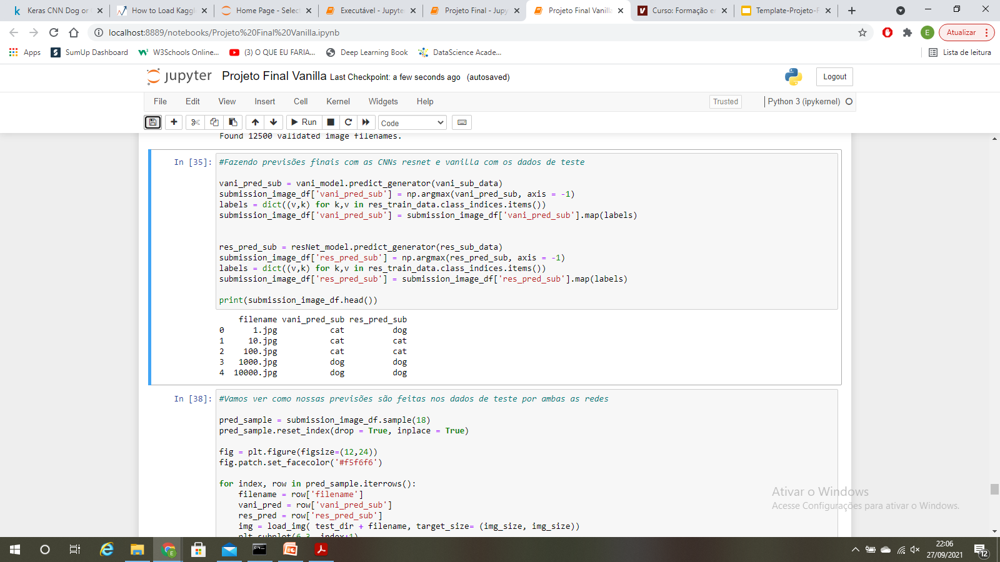 Keras CNN Dog or
How to Load Kaggl
Home Page - Select
Executável - Jupyte
Projeto Final - Jupy
Projeto Final Vanilla
Curso: Formação e
Template-Projeto-F
localhost:8889/notebooks/Projeto%20Final%20Vanilla.ipynb
E
Atualizar
Apps
SumUp Dashboard
W3Schools Online...
(3) O QUE EU FARIA...
Deep Learning Book
DataScience Acade...
Lista de leitura
jupyter
Projeto Final Vanilla Last Checkpoint: a few seconds ago (autosaved)
Logout
File Edit View Insert Cell Kernel Widgets Help
Trusted
Python 3 (ipykernel)
Run
Code
Found 12500 validated image filenames.
In [35]:
#Fazendo previsões finais com as CNNs resnet e vanilla com os dados de teste
vani_pred_sub = vani_model.predict_generator(vani_sub_data)
submission_image_df['vani_pred_sub'] = np.argmax(vani_pred_sub, axis = -1)
labels = dict((v,k) for k,v in res_train_data.class_indices.items())
submission_image_df['vani_pred_sub'] = submission_image_df['vani_pred_sub'].map(labels)
res_pred_sub = resNet_model.predict_generator(res_sub_data)
submission_image_df['res_pred_sub'] = np.argmax(res_pred_sub, axis = -1)
labels = dict((v,k) for k,v in res_train_data.class_indices.items())
submission_image_df['res_pred_sub'] = submission_image_df['res_pred_sub'].map(labels)
print(submission_image_df.head())
filename vani_pred_sub res_pred_sub
0 1.jpg cat dog
1 10.jpg cat cat
2 100.jpg cat cat
3 1000.jpg dog dog
4 10000.jpg dog dog
In [38]:
#Vamos ver como nossas previsões são feitas nos dados de teste por ambas as redes
pred_sample = submission_image_df.sample(18)
pred_sample.reset_index(drop = True, inplace = True)
fig = plt.figure(figsize=(12,24))
fig.patch.set_facecolor('#f5f6f6')
for index, row in pred_sample.iterrows():
filename = row['filename']
vani_pred = row['vani_pred_sub']
res_pred = row['res_pred_sub']
img = load_img( test_dir + filename, target_size= (img_size, img_size))
plt.subplot(6,3, index+1)
Ativar o Windows
Acesse Configurações para ativar o Windows.
22:06
27/09/2021
12